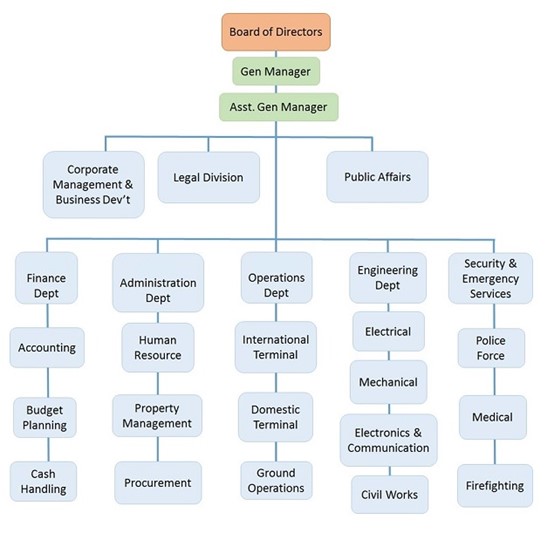 Board of Directors
Gen Manager
Asst. Gen Manager
Corporate
Management &
Business Dev't
Legal Division
Public Affairs
Finance
Dept
Administration
Dept
Operations
Dept
Engineering
Dept
Security &
Emergency
Services
Accounting
Human
Resource
International
Terminal
Electrical
Police
Force
Mechanical
Budget
Planning
Property
Management
Domestic
Terminal
Electronics &
Communication
Medical
Cash
Handling
Procurement
Ground
Operations
Civil Works
Firefighting